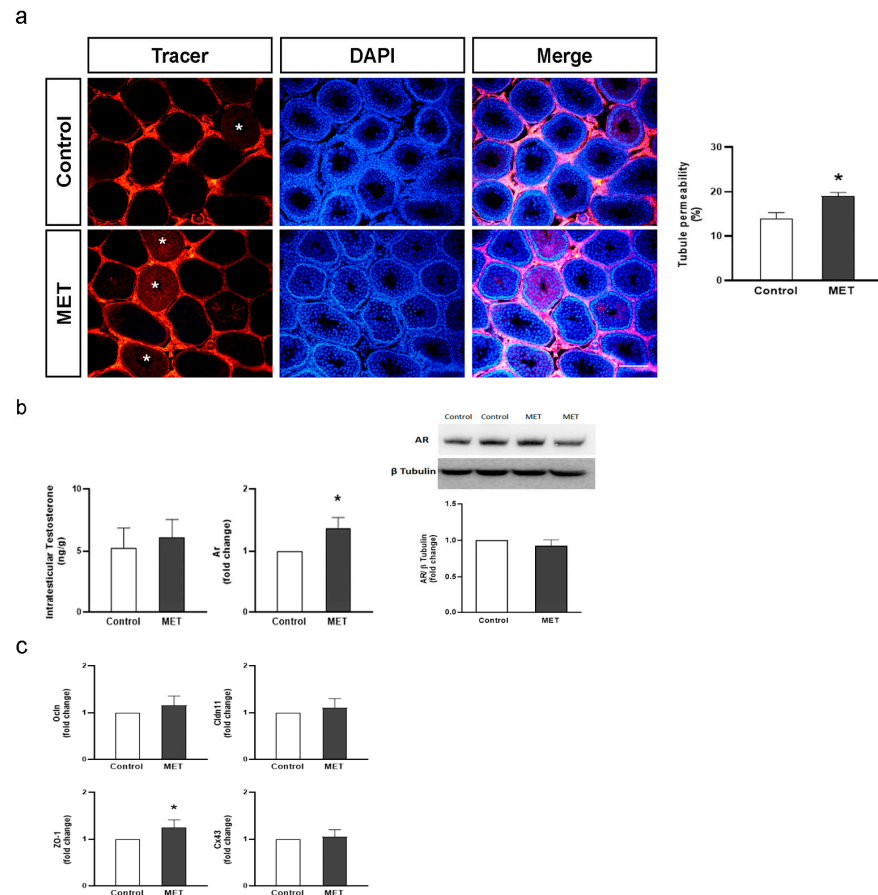 a
Tracer DAPI Merge
Control
*
MET
*
*
*
Tubule permeability
(%)
30
20
10
0
*
Control MET
b
Intratesticular Testosterone
(ng/g)
10
5
0
Control MET
Ar
(fold change)
2
1
0
*
Control MET
Control Control MET MET
AR
β Tubulin
AR/ β Tubulin
(fold change)
1.5
1.0
0.5
0.0
Control MET
c
Ocln
(fold change)
2
1
0
Control MET
Cldn11
(fold change)
2
1
0
Control MET
ZO-1
(fold change)
2
1
0
*
Control MET
Cx43
(fold change)
2
1
0
Control MET